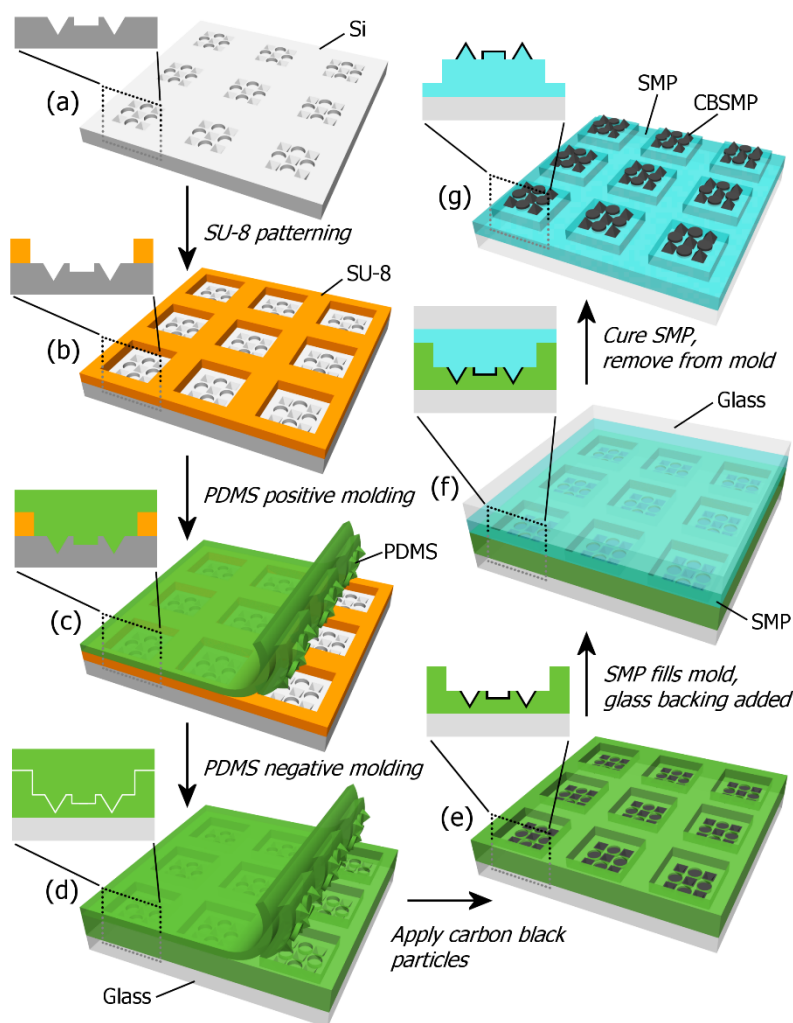 Si
(a)
SU-8 patterning
SU-8
(b)
PDMS positive molding
PDMS
(c)
PDMS negative molding
(d)
Glass
Apply carbon black
particles
(e)
SMP fills mold,
glass backing added
SMP
(f)
Glass
Cure SMP,
remove from mold
(g)
SMP
CBSMP